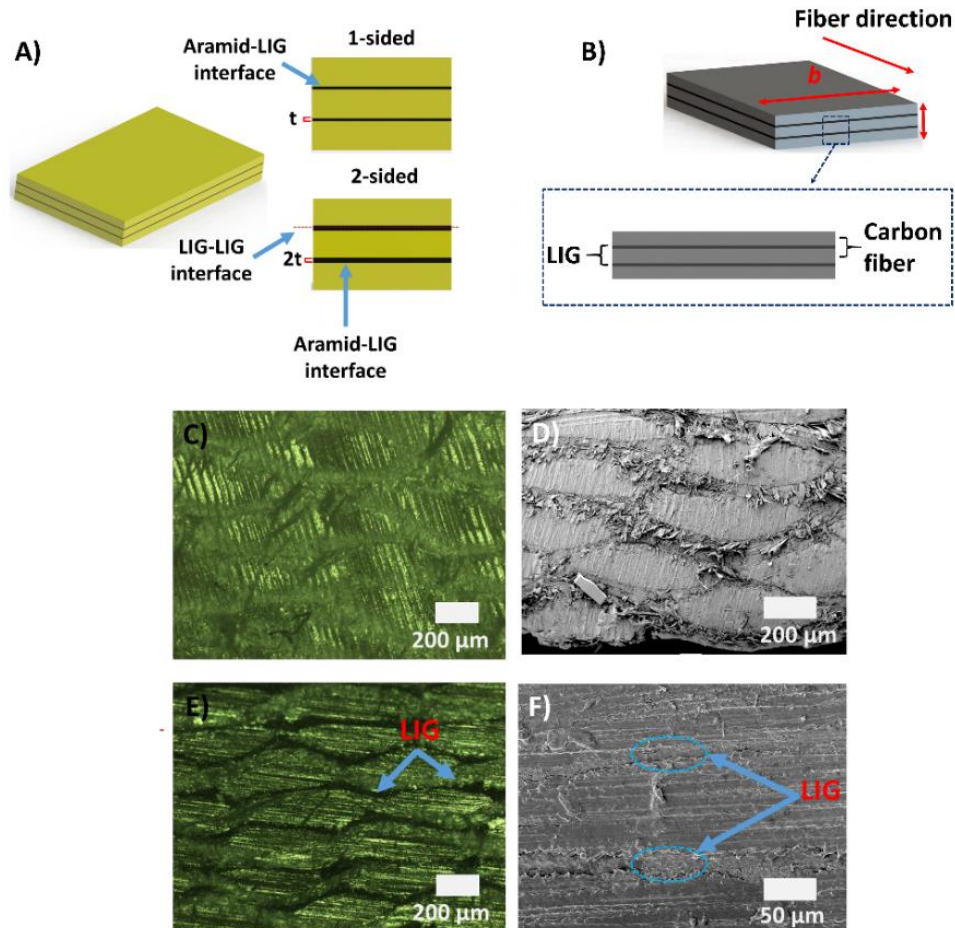 A)
1-sided
Aramid-LIG
interface
t
2-sided
LIG-LIG
interface
2t
Aramid-LIG
interface
B)
Fiber direction
b
LIG
Carbon
fiber
C)
200 μm
D)
200 μm
E)
LIG
200 μm
F)
LIG
50 μm